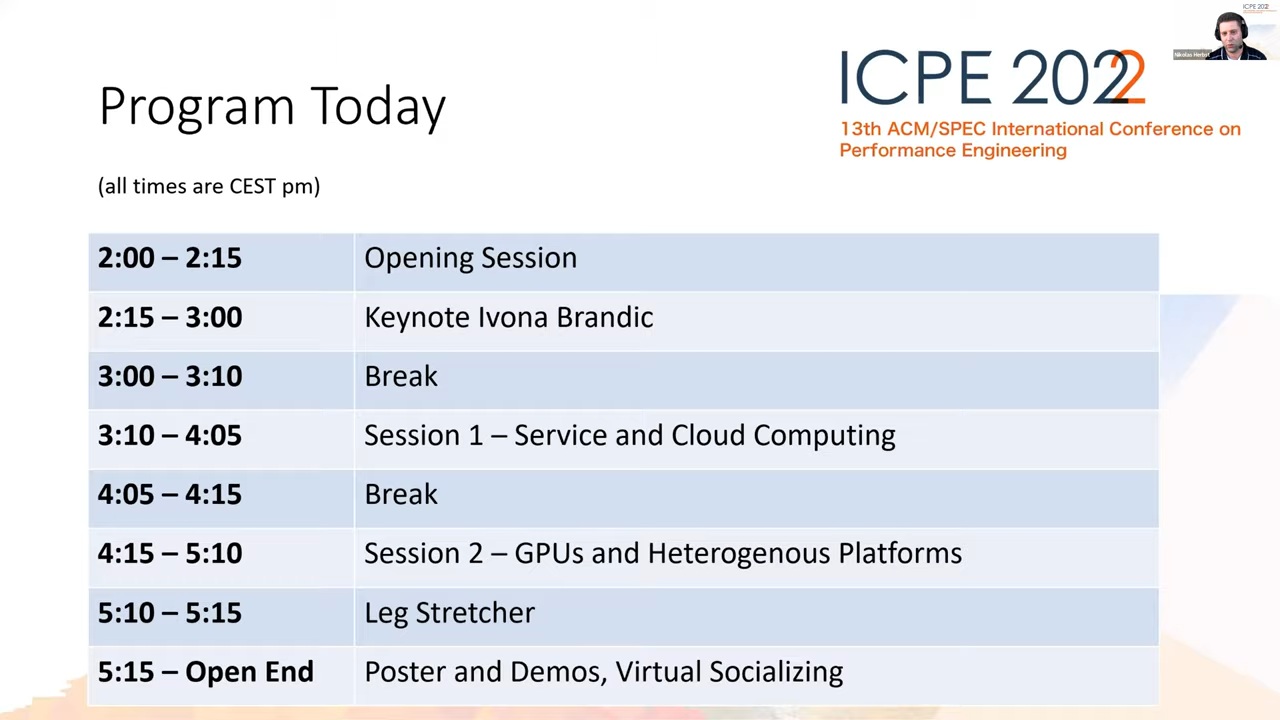 Program Today
(all times are CEST pm)
ICPE 2022
13th ACM/SPEC International Conference on
Performance Engineering
2:00 – 2:15 Opening Session
2:15 – 3:00 Keynote Ivona Brandic
3:00 – 3:10 Break
3:10 – 4:05 Session 1 – Service and Cloud Computing
4:05 – 4:15 Break
4:15 – 5:10 Session 2 – GPUs and Heterogenous Platforms
5:10 – 5:15 Leg Stretcher
5:15 – Open End Poster and Demos, Virtual Socializing
ICPE 2022
Nikolas